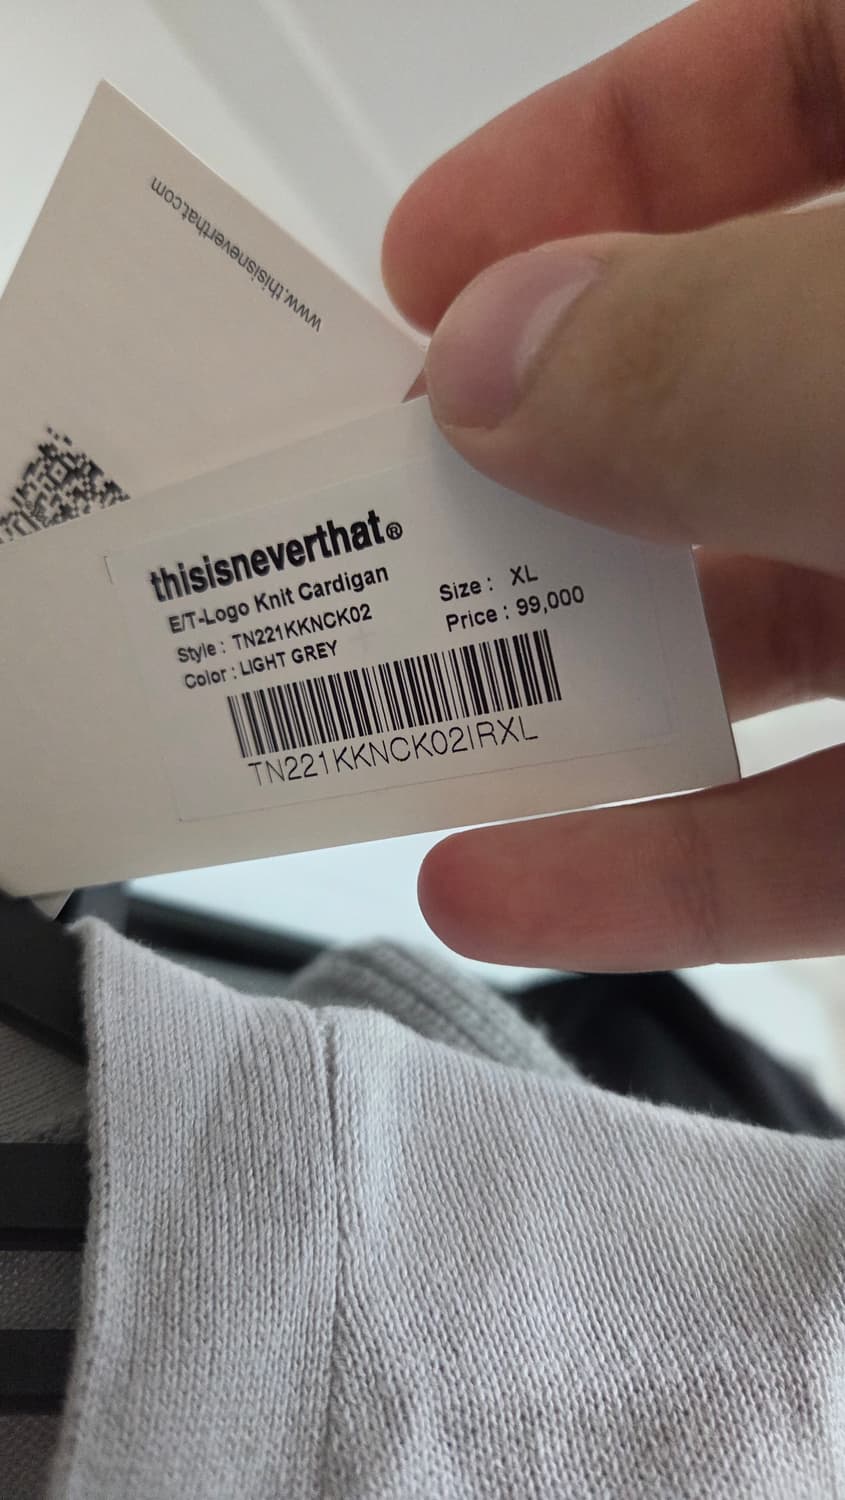 www.thisisneverthat.com
thisisneverthat®
E/T-Logo Knit Cardigan
Style : TN221KKNCK02
Color : LIGHT GREY
Size : XL
Price : 99,000
TN221KKNCK02IRXL